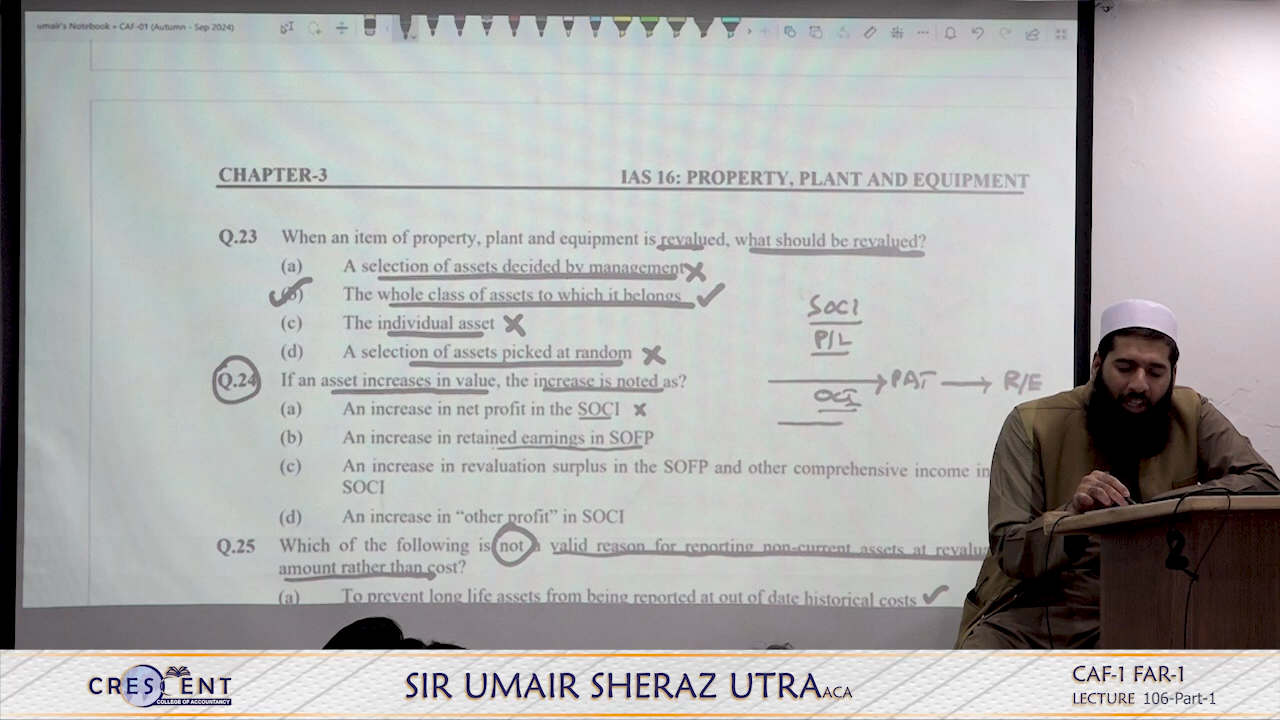 umair's Notebook » CAF-01 (Autumn - Sep 2024)
CHAPTER-3 IAS 16: PROPERTY, PLANT AND EQUIPMENT
Q.23 When an item of property, plant and equipment is revalued, what should be revalued?
(a) A selection of assets decided by management
(b) The whole class of assets to which it belongs
(c) The individual asset
(d) A selection of assets picked at random
SOCI
P/L
PAT → R/E
OCI
Q.24 If an asset increases in value, the increase is noted as?
(a) An increase in net profit in the SOCI
(b) An increase in retained earnings in SOFP
(c) An increase in revaluation surplus in the SOFP and other comprehensive income in
SOCI
(d) An increase in "other profit" in SOCI
Q.25 Which of the following is not a valid reason for reporting non-current assets at
amount rather than cost?
(a) To prevent long life assets from being reported at out of date historical costs
2
CRESCENT
COLLEGE OF ACCOUNTANCY
SIR UMAIR SHERAZ UTRA ACA
CAF-1 FAR-1
LECTURE 106-Part-1